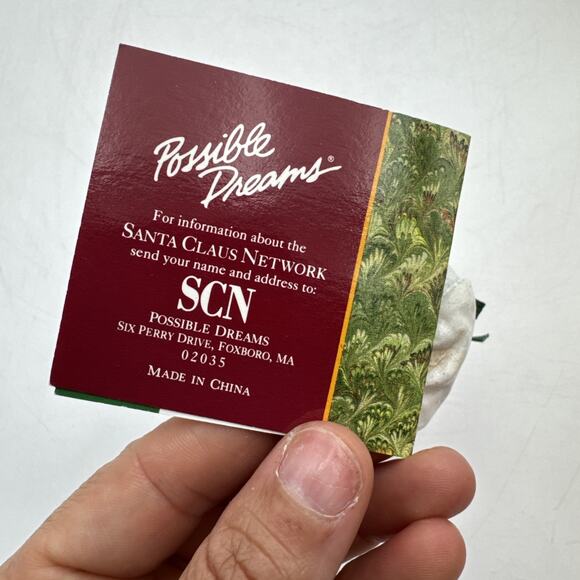 Possible
Dreams®
For information about the
SANTA CLAUS NETWORK
send your name and address to:
SCN
POSSIBLE DREAMS
SIX PERRY DRIVE, FOXBORO, MA
02035
MADE IN CHINA